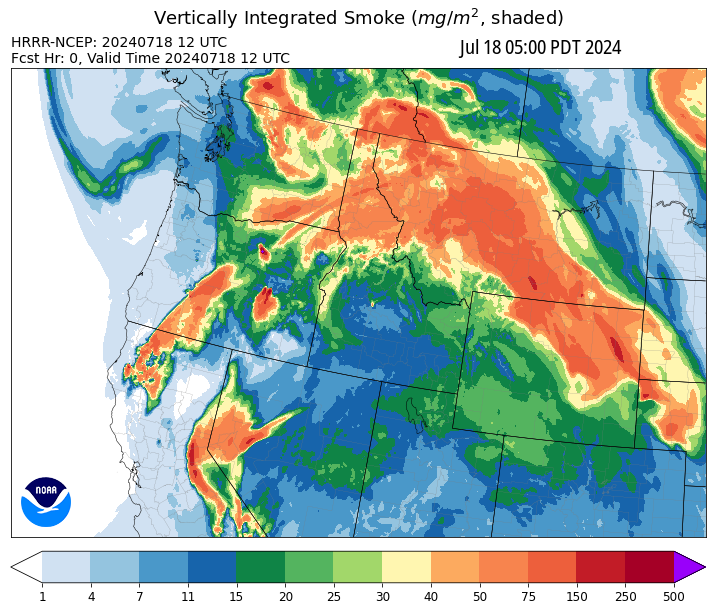 Vertically Integrated Smoke (mg/m², shaded)
HRRR-NCEP: 20240718 12 UTC
Fcst Hr: 0, Valid Time 20240718 12 UTC
Jul 18 05:00 PDT 2024
NOAA
1 4 7 11 15 20 25 30 40 50 75 150 250 500